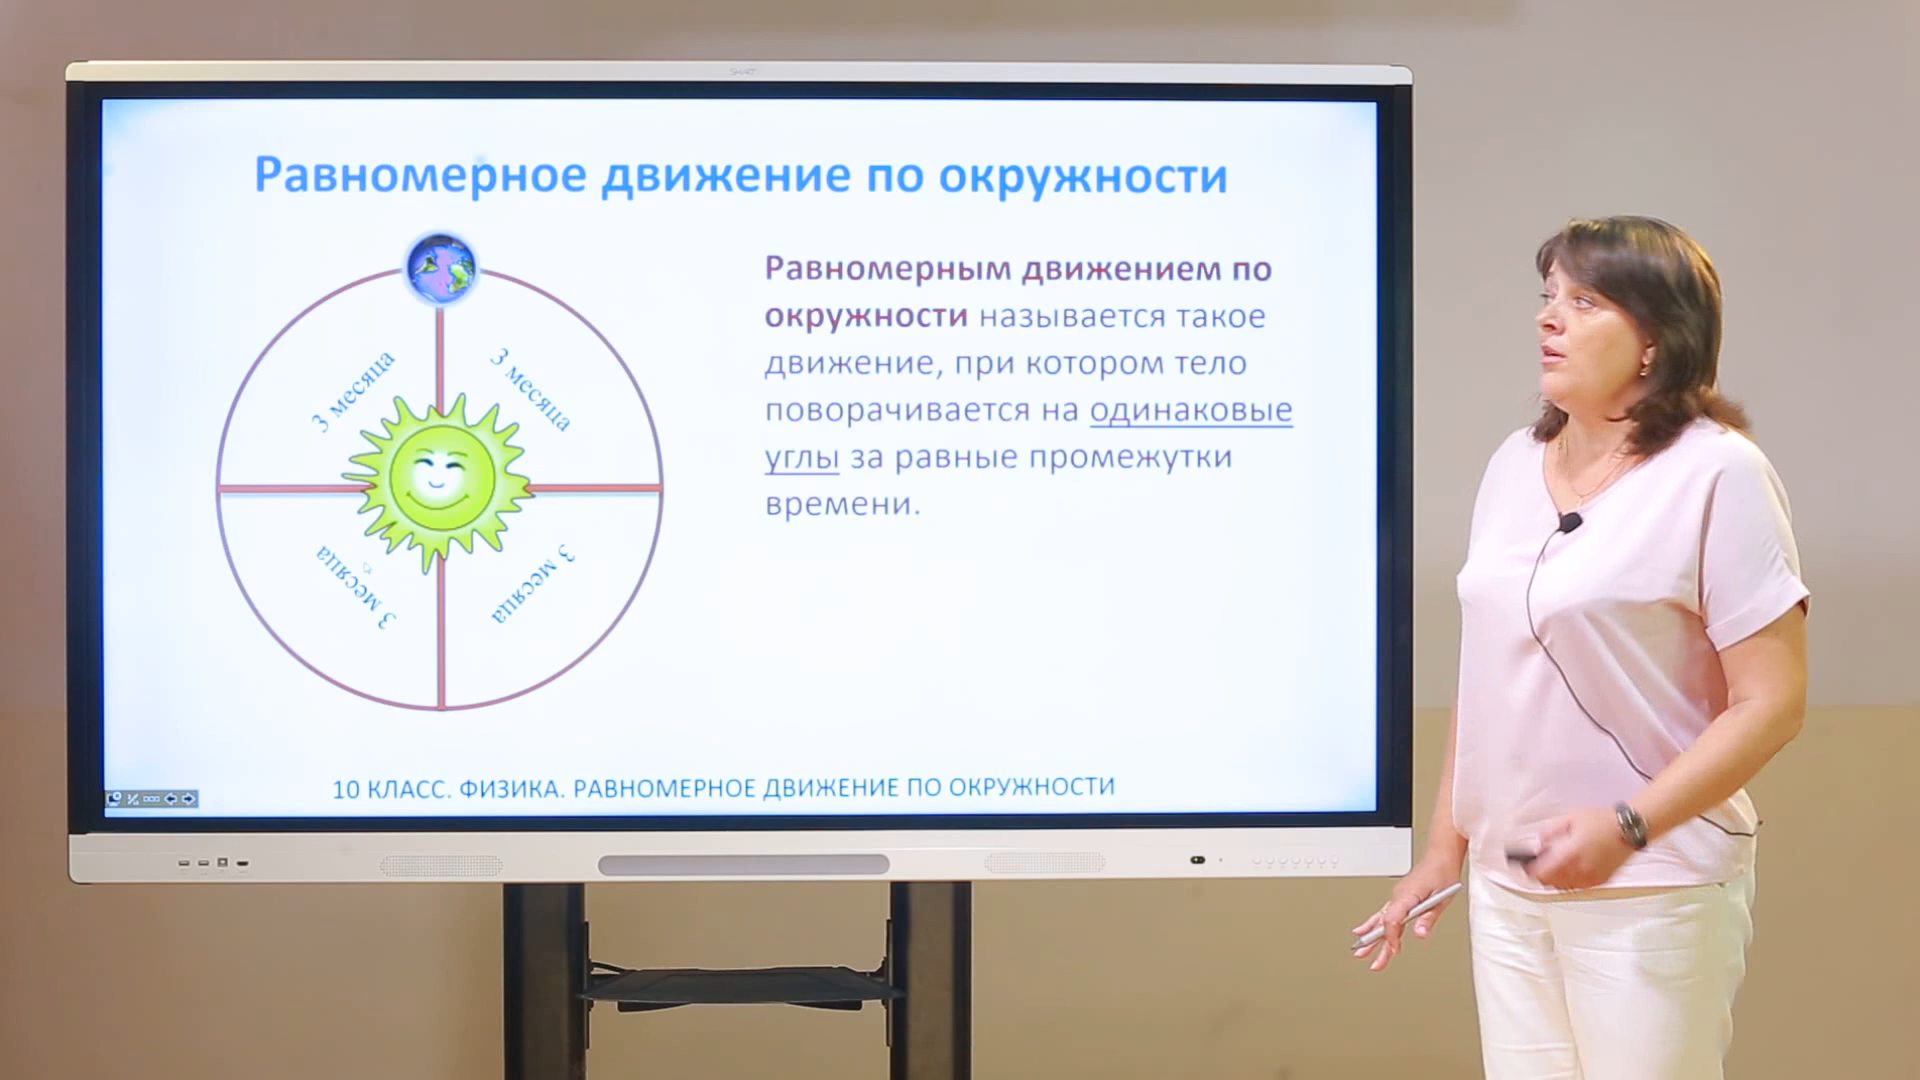 SMART
Равномерное движение по окружности
3 месяца
3 месяца
3 месяца
3 месяца
Равномерным движением по
окружности называется такое
движение, при котором тело
поворачивается на одинаковые
углы за равные промежутки
времени.
10 КЛАСС. ФИЗИКА. РАВНОМЕРНОЕ ДВИЖЕНИЕ ПО ОКРУЖНОСТИ